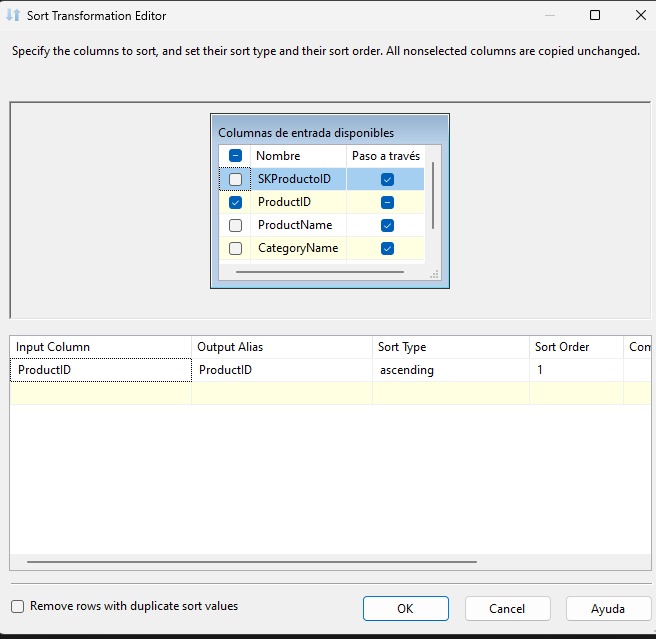 Sort Transformation Editor
Specify the columns to sort, and set their sort type and their sort order. All nonselected columns are copied unchanged.
Columnas de entrada disponibles
Nombre Paso a través
SKProductoID
ProductID
ProductName
CategoryName
Input Column Output Alias Sort Type Sort Order Com
ProductID ProductID ascending 1
Remove rows with duplicate sort values
OK Cancel Ayuda